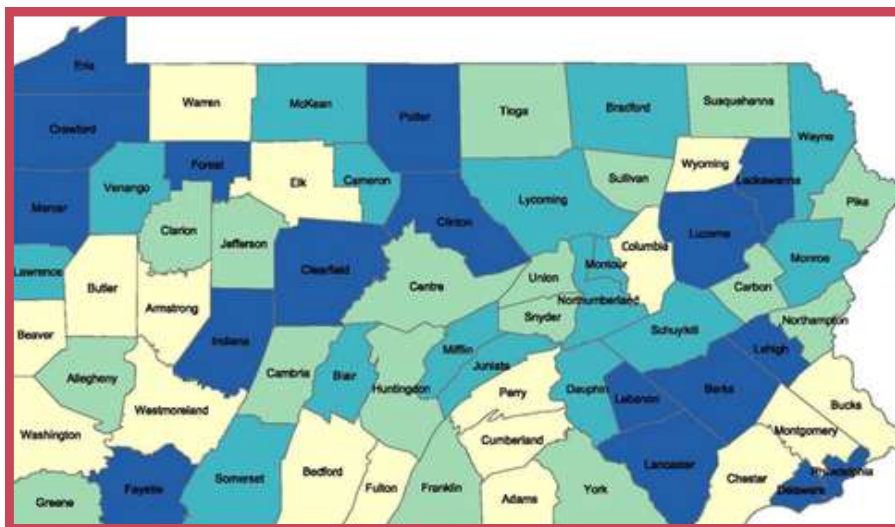 Erie
Warren
McKean
Potter
Tioga
Bradford
Susquehanna
Wayne
Crawford
Forest
Wyoming
Lackawanna
Elk
Cameron
Sullivan
Venango
Pike
Mercer
Lycoming
Clinton
Clarion
Luzerne
Jefferson
Columbia
Monroe
Lawrence
Clearfield
Montour
Union
Centre
Carbon
Butler
Armstrong
Northumberland
Snyder
Northampton
Schuylkill
Beaver
Indiana
Mifflin
Lehigh
Juniata
Cambria
Blair
Allegheny
Huntingdon
Dauphin
Berks
Perry
Lebanon
Bucks
Westmoreland
Montgomery
Washington
Cumberland
Lancaster
Philadelphia
Bedford
Chester
Somerset
Fayette
Fulton
Franklin
York
Delaware
Adams
Greene